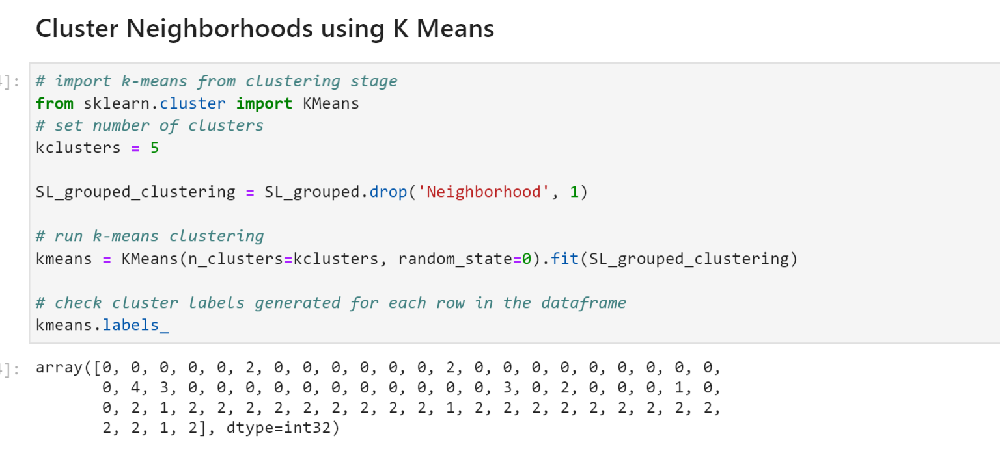 Cluster Neighborhoods using K Means
]:
# import k-means from clustering stage
from sklearn.cluster import KMeans
# set number of clusters
kclusters = 5
SL_grouped_clustering = SL_grouped.drop('Neighborhood', 1)
# run k-means clustering
kmeans = KMeans(n_clusters=kclusters, random_state=0).fit(SL_grouped_clustering)
# check cluster labels generated for each row in the dataframe
kmeans.labels_
]:
array([0, 0, 0, 0, 0, 2, 0, 0, 0, 0, 0, 0, 2, 0, 0, 0, 0, 0, 0, 0, 0, 0,
0, 4, 3, 0, 0, 0, 0, 0, 0, 0, 0, 0, 3, 0, 2, 0, 0, 0, 1, 0,
0, 2, 1, 2, 2, 2, 2, 2, 2, 2, 2, 2, 1, 2, 2, 2, 2, 2, 2, 2, 2, 2,
2, 2, 1, 2], dtype=int32)